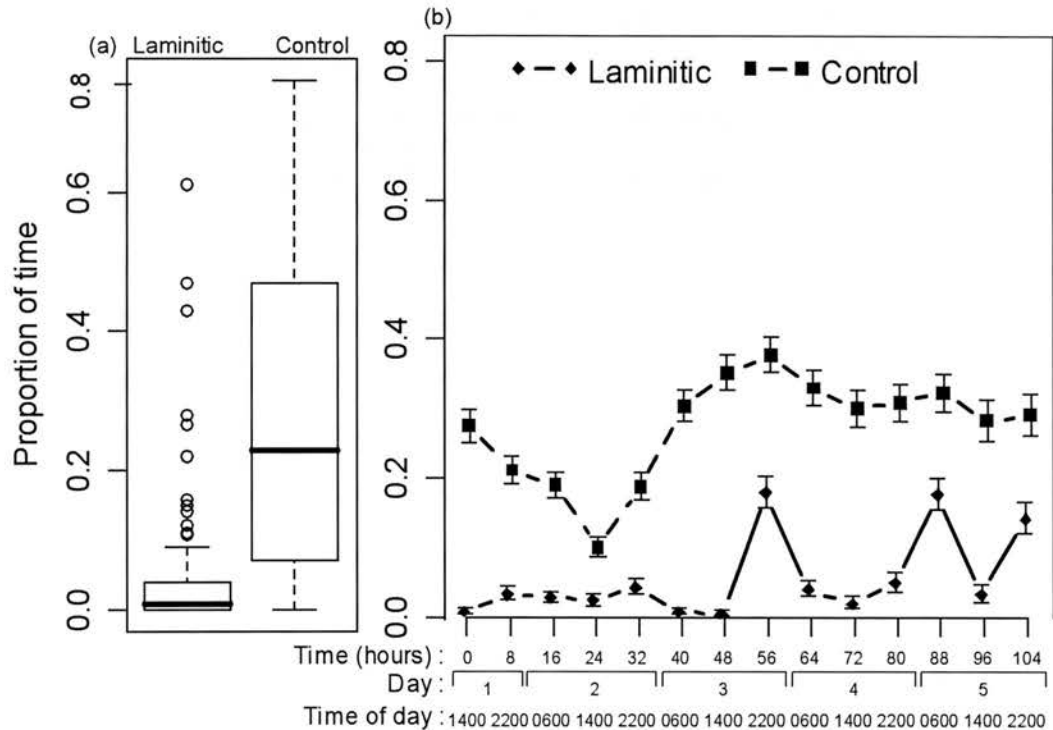 (a) Laminitic Control
Proportion of time
0.8
0.6
0.4
0.2
0.0
(b)
Laminitic Control
0.8
0.6
0.4
0.2
0.0
Time (hours) : 0 8 16 24 32 40 48 56 64 72 80 88 96 104
Day : 1 2 3 4 5
Time of day : 1400 2200 0600 1400 2200 0600 1400 2200 0600 1400 2200 0600 1400 2200